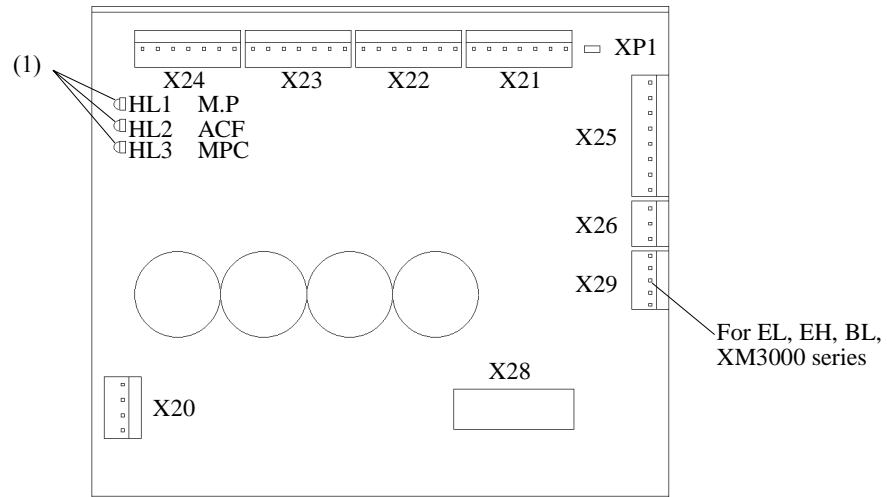 XP1
(1)
X24 X23 X22 X21
HL1 M.P
HL2 ACF
HL3 MPC
X25
X26
X29
For EL, EH, BL,
XM3000 series
X28
X20